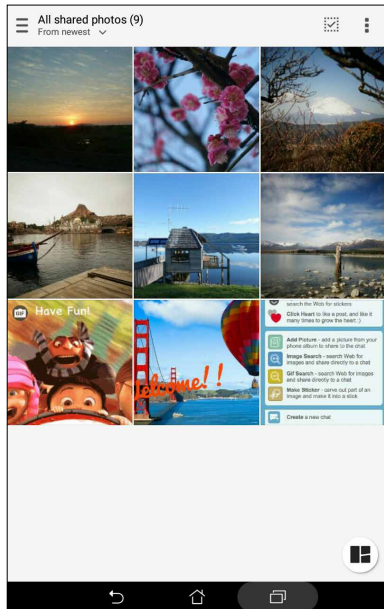 All shared photos (9)
From newest
GIF
Have Fun!
Welcome! !
search the Web for stickers
Click Heart to like a post, and like it
many times to grow the heart :)
Add Picture - add a picture from your
phone album to share to the chat
Image Search - search Web for
images and share directly to a chat
Gif Search - search Web for images
and share directly to a chat
Make Sticker - carve out part of an
image and make it into a stick
Create a new chat